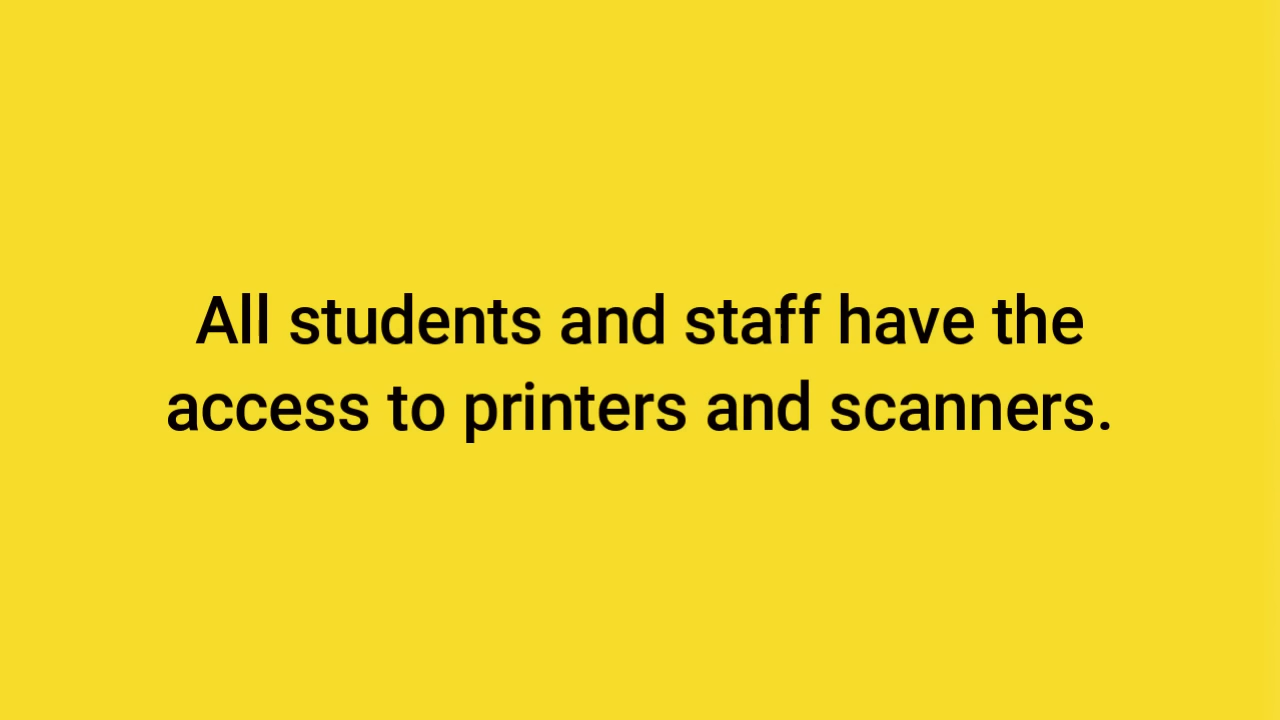 All students and staff have the
access to printers and scanners.